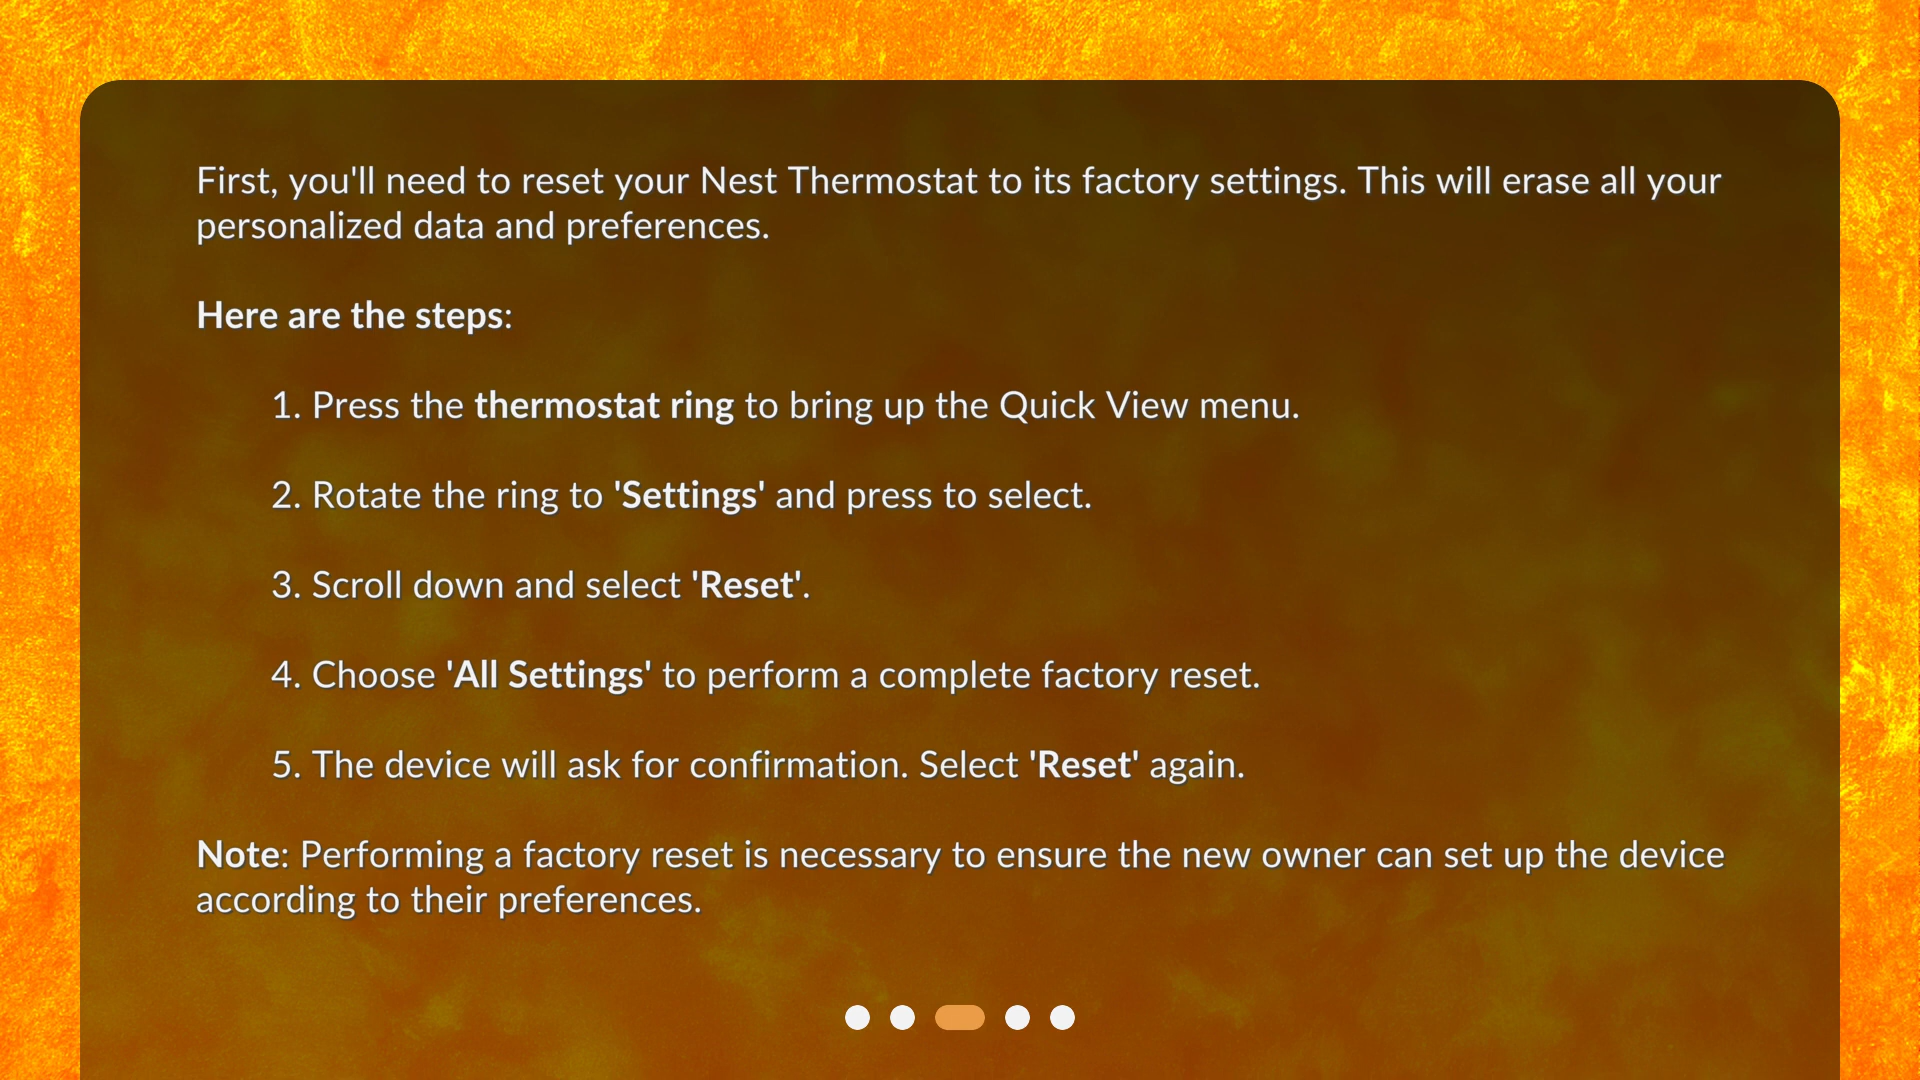 First, you'll need to reset your Nest Thermostat to its factory settings. This will erase all your
personalized data and preferences.
Here are the steps:
1. Press the thermostat ring to bring up the Quick View menu.
2. Rotate the ring to 'Settings' and press to select.
3. Scroll down and select 'Reset'.
4. Choose 'All Settings' to perform a complete factory reset.
5. The device will ask for confirmation. Select 'Reset' again.
Note: Performing a factory reset is necessary to ensure the new owner can set up the device
according to their preferences.